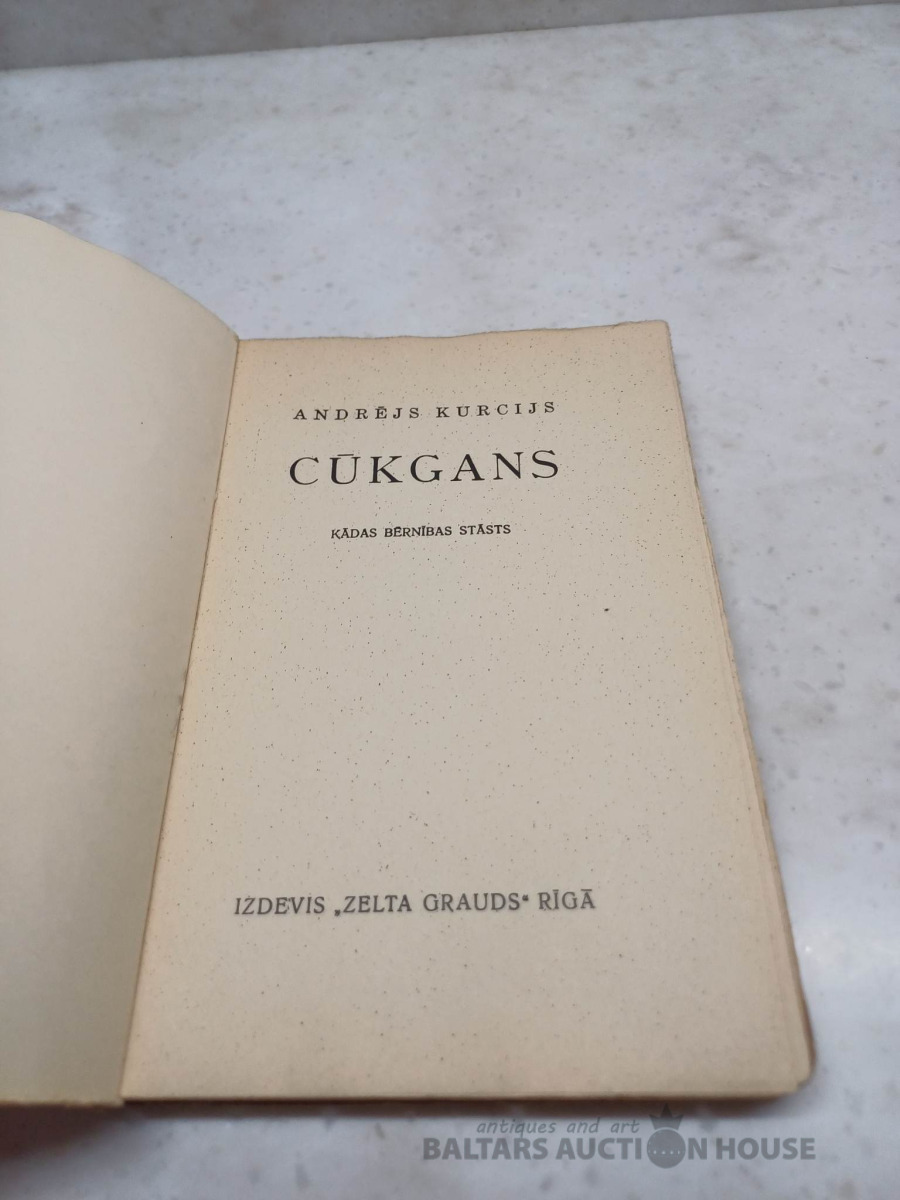 ANDRĒJS KURCIJS
CŪKGANS
KĀDAS BĒRNĪBAS STĀSTS
IZDEVIS „ZELTA GRAUDS“ RĪGĀ
antiques and art
BALTARS AUCTION HOUSE